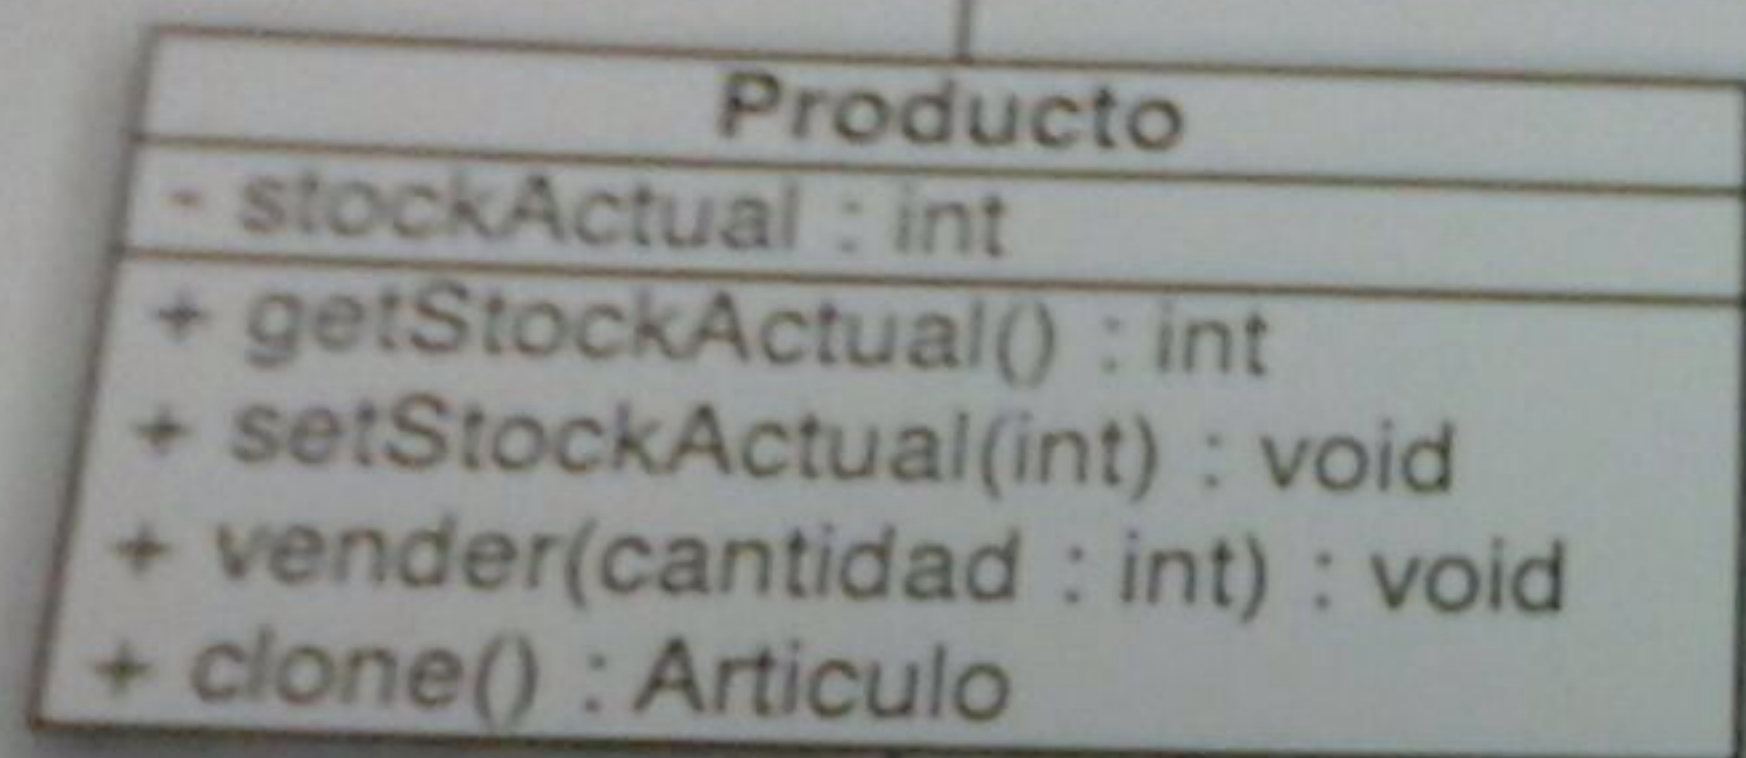 Producto
- stockActual : int
+ getStockActual() : int
+ setStockActual(int) : void
+ vender(cantidad : int) : void
+ clone() : Articulo